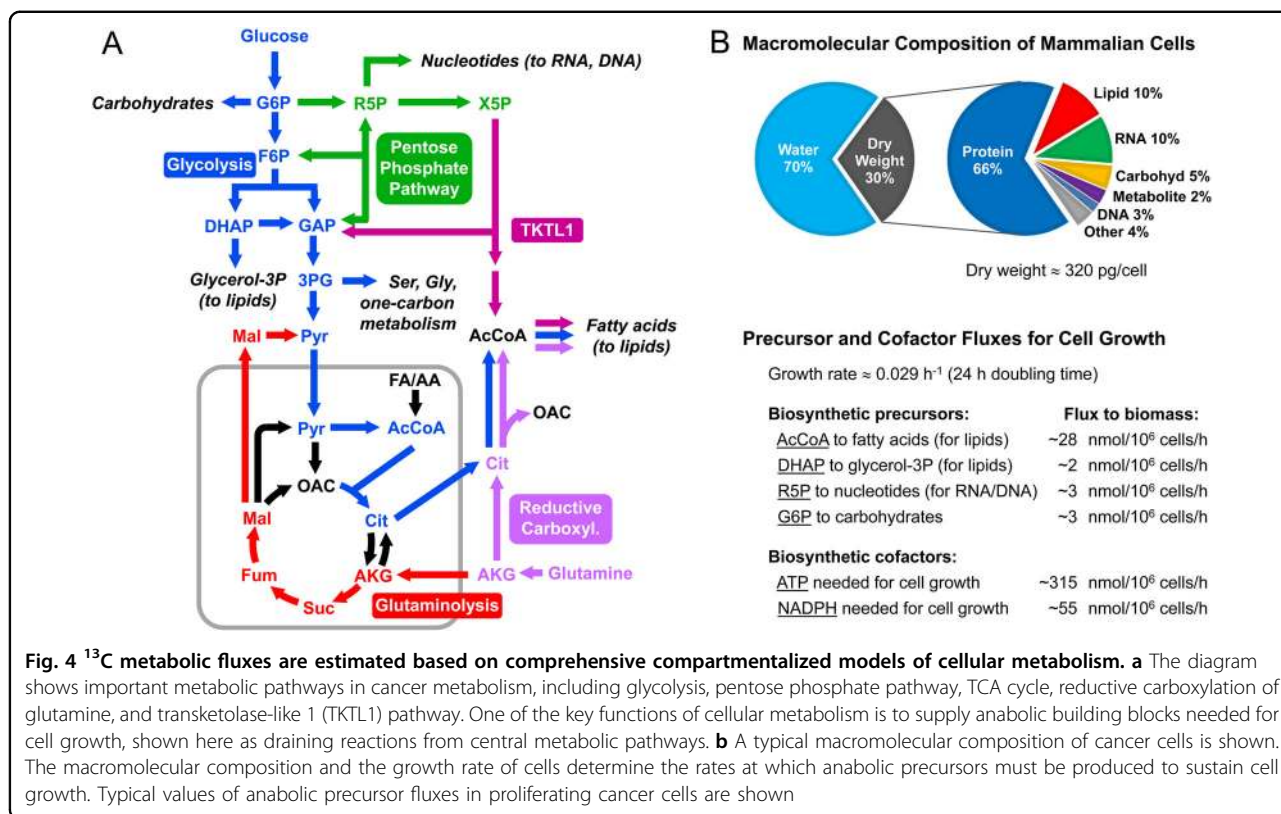 A
Glucose
Nucleotides (to RNA, DNA)
Carbohydrates
G6P
R5P
X5P
Glycolysis
F6P
Pentose
Phosphate
Pathway
DHAP
GAP
TKTL1
Glycerol-3P
(to lipids)
3PG
Ser, Gly,
one-carbon
metabolism
Mal
Pyr
AcCoA
Fatty acids
(to lipids)
FA/AA
Pyr
AcCoA
OAC
OAC
Cit
Mal
Cit
Reductive
Carboxyl.
Fum
AKG
AKG
Glutamine
Suc
Glutaminolysis
B
Macromolecular Composition of Mammalian Cells
Water
70%
Dry
Weight
30%
Protein
66%
Lipid 10%
RNA 10%
Carbohyd 5%
Metabolite 2%
DNA 3%
Other 4%
Dry weight ≈ 320 pg/cell
Precursor and Cofactor Fluxes for Cell Growth
Growth rate ≈ 0.029 h⁻¹ (24 h doubling time)
Biosynthetic precursors: Flux to biomass:
AcCoA to fatty acids (for lipids) ~28 nmol/10⁶ cells/h
DHAP to glycerol-3P (for lipids) ~2 nmol/10⁶ cells/h
R5P to nucleotides (for RNA/DNA) ~3 nmol/10⁶ cells/h
G6P to carbohydrates ~3 nmol/10⁶ cells/h
Biosynthetic cofactors:
ATP needed for cell growth ~315 nmol/10⁶ cells/h
NADPH needed for cell growth ~55 nmol/10⁶ cells/h
Fig. 4 ¹³C metabolic fluxes are estimated based on comprehensive compartmentalized models of cellular metabolism. a The diagram
shows important metabolic pathways in cancer metabolism, including glycolysis, pentose phosphate pathway, TCA cycle, reductive carboxylation of
glutamine, and transketolase-like 1 (TKTL1) pathway. One of the key functions of cellular metabolism is to supply anabolic building blocks needed for
cell growth, shown here as draining reactions from central metabolic pathways. b A typical macromolecular composition of cancer cells is shown.
The macromolecular composition and the growth rate of cells determine the rates at which anabolic precursors must be produced to sustain cell
growth. Typical values of anabolic precursor fluxes in proliferating cancer cells are shown